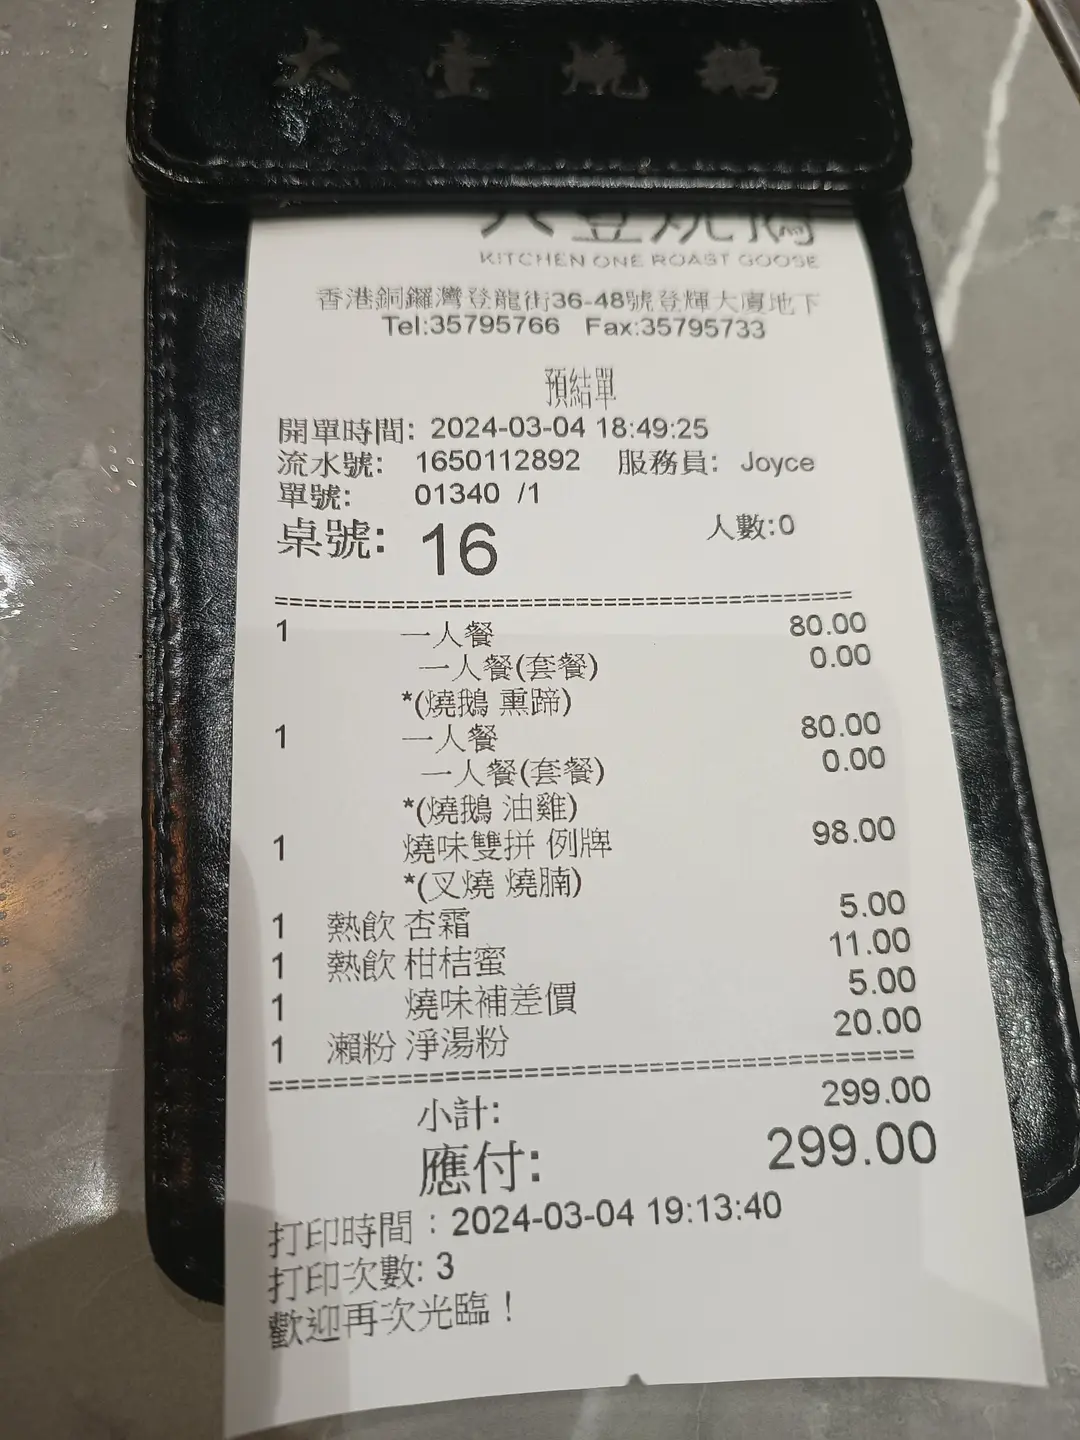 大壹燒鵝
大壹燒鵝
KITCHEN ONE ROAST GOOSE
香港銅鑼灣登龍街36-48號登輝大廈地下
Tel:35795766 Fax:35795733
預結單
開單時間: 2024-03-04 18:49:25
流水號: 1650112892 服務員: Joyce
單號: 01340 /1
桌號: 16 人數:0
1 一人餐 80.00
一人餐(套餐) 0.00
*(燒鵝 熏蹄)
1 一人餐 80.00
一人餐(套餐) 0.00
*(燒鵝 油雞)
1 燒味雙拼 例牌 98.00
*(叉燒 燒腩)
1 熱飲 杏霜 5.00
1 熱飲 柑桔蜜 11.00
1 燒味補差價 5.00
1 瀨粉 淨湯粉 20.00
小計: 299.00
應付: 299.00
打印時間：2024-03-04 19:13:40
打印次數: 3
歡迎再次光臨！